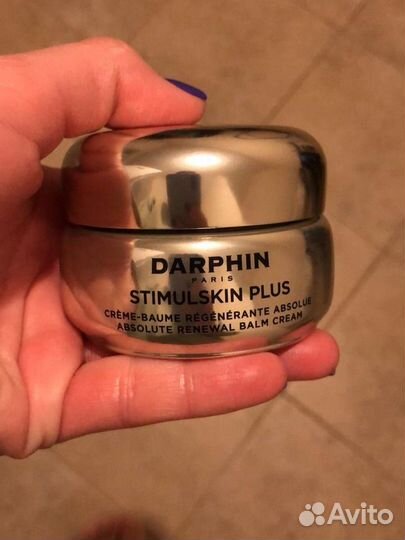 DARPHIN
PARIS
STIMULSKIN PLUS
CRÈME-BAUME RÉGÉNÉRANTE ABSOLUE
ABSOLUTE RENEWAL BALM CREAM
Avito